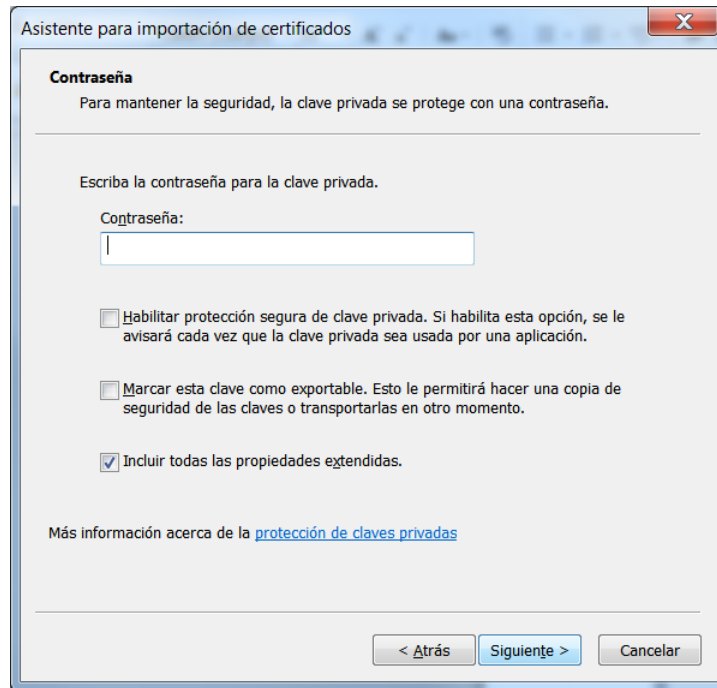 Asistente para importación de certificados
Contraseña
Para mantener la seguridad, la clave privada se protege con una contraseña.
Escriba la contraseña para la clave privada.
Contraseña:
Habilitar protección segura de clave privada. Si habilita esta opción, se le
avisará cada vez que la clave privada sea usada por una aplicación.
Marcar esta clave como exportable. Esto le permitirá hacer una copia de
seguridad de las claves o transportarlas en otro momento.
Incluir todas las propiedades extendidas.
Más información acerca de la protección de claves privadas
< Atrás Siguiente > Cancelar